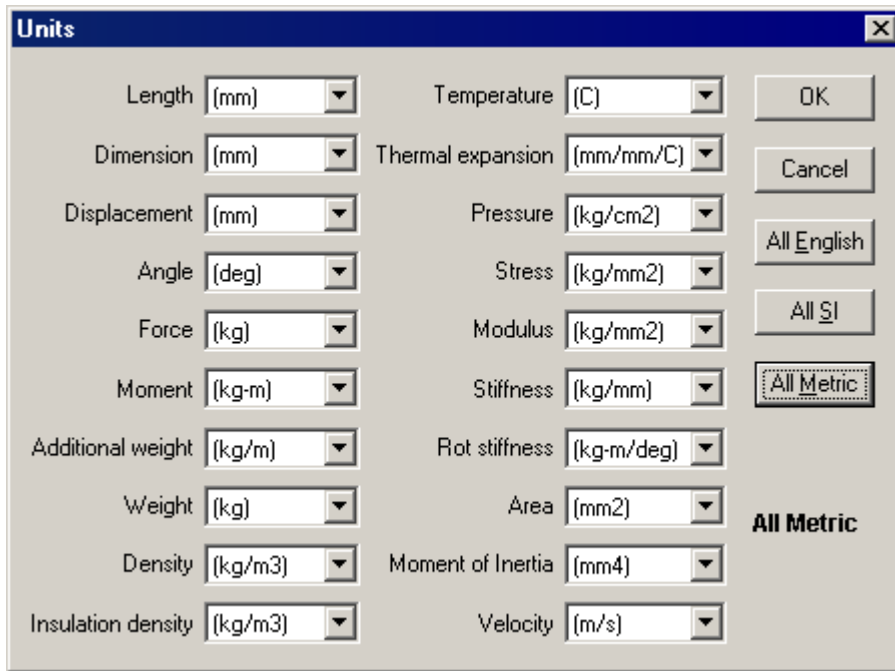 Units
Length (mm) Temperature (C) OK
Dimension (mm) Thermal expansion (mm/mm/C) Cancel
Displacement (mm) Pressure (kg/cm2) All English
Angle (deg) Stress (kg/mm2) All SI
Force (kg) Modulus (kg/mm2)
Moment (kg-m) Stiffness (kg/mm) All Metric
Additional weight (kg/m) Rot stiffness (kg-m/deg)
Weight (kg) Area (mm2) All Metric
Density (kg/m3) Moment of Inertia (mm4)
Insulation density (kg/m3) Velocity (m/s)